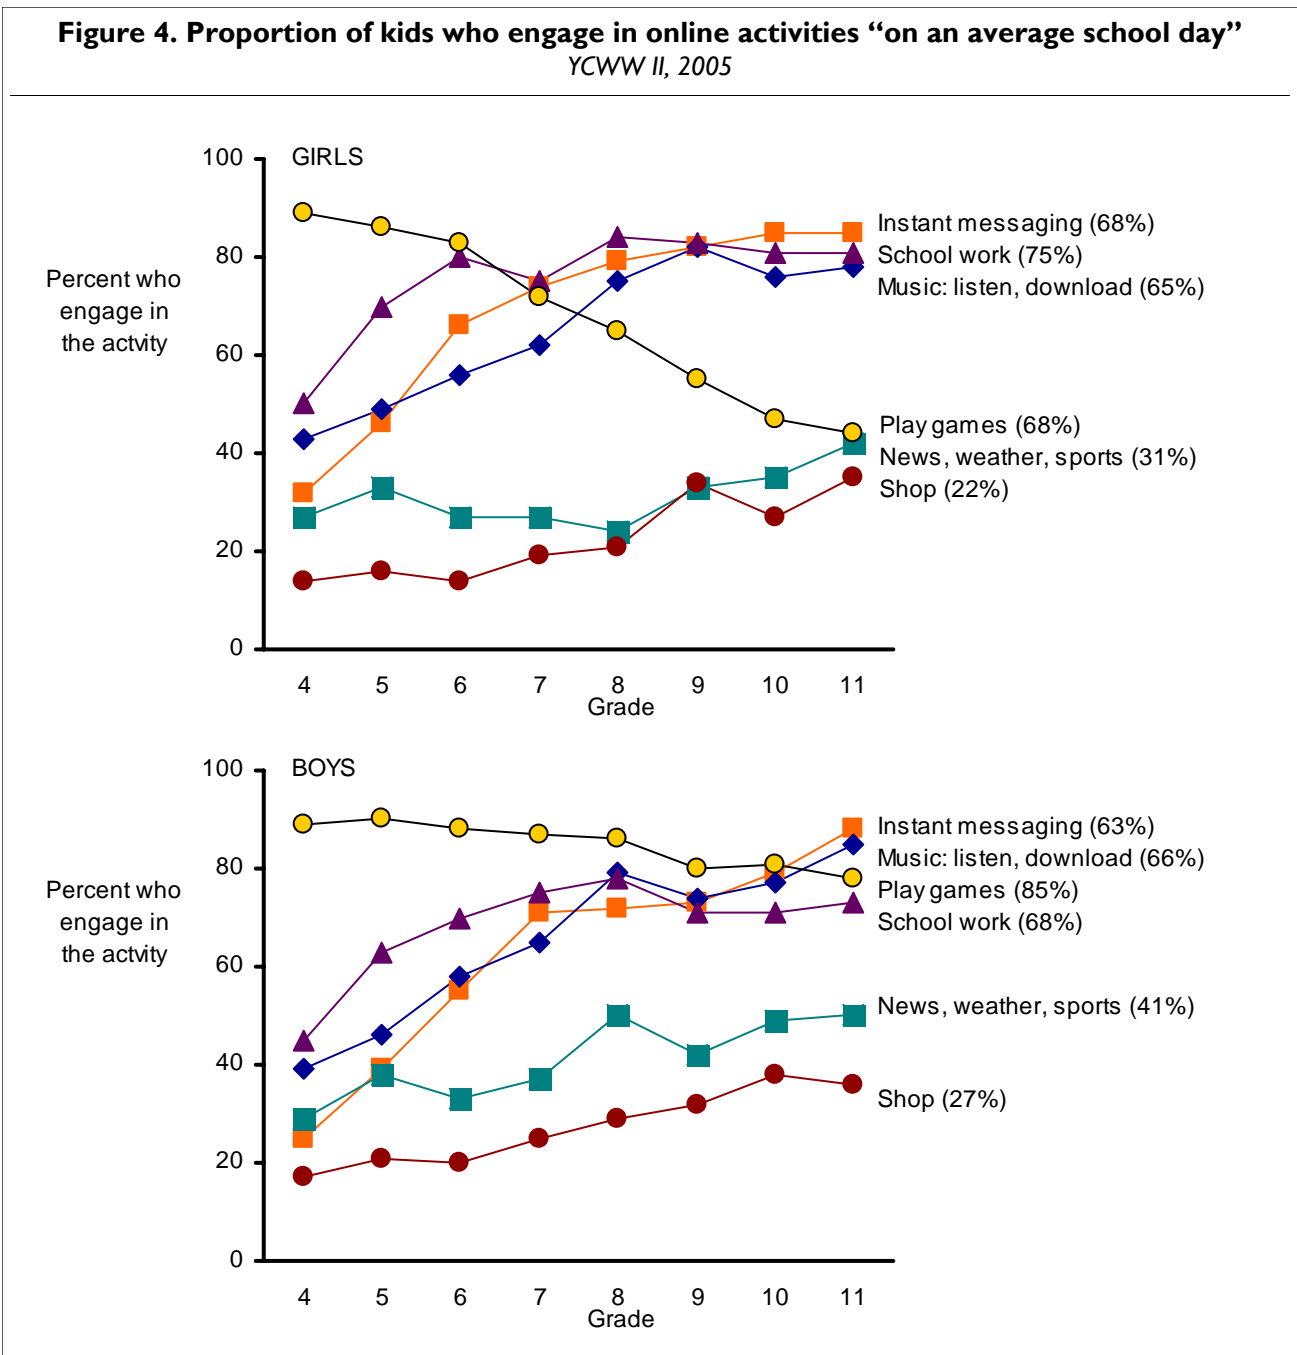 Figure 4. Proportion of kids who engage in online activities “on an average school day”
YCWW II, 2005
GIRLS
100
80
60
40
20
0
Percent who
engage in
the actvity
Instant messaging (68%)
School work (75%)
Music: listen, download (65%)
Play games (68%)
News, weather, sports (31%)
Shop (22%)
4 5 6 7 8 9 10 11
Grade
BOYS
100
80
60
40
20
0
Percent who
engage in
the actvity
Instant messaging (63%)
Music: listen, download (66%)
Play games (85%)
School work (68%)
News, weather, sports (41%)
Shop (27%)
4 5 6 7 8 9 10 11
Grade